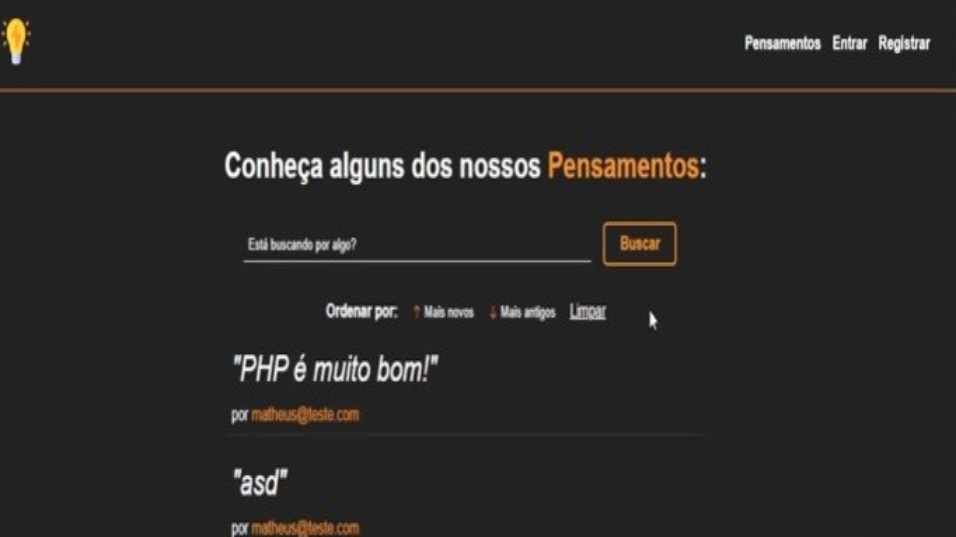 Pensamentos Entrar Registrar
Conheça alguns dos nossos Pensamentos:
Está buscando por algo? Buscar
Ordenar por: ↑ Mais novos ↓ Mais antigos Limpar
"PHP é muito bom!"
por matheus@teste.com
"asd"
por matheus@teste.com